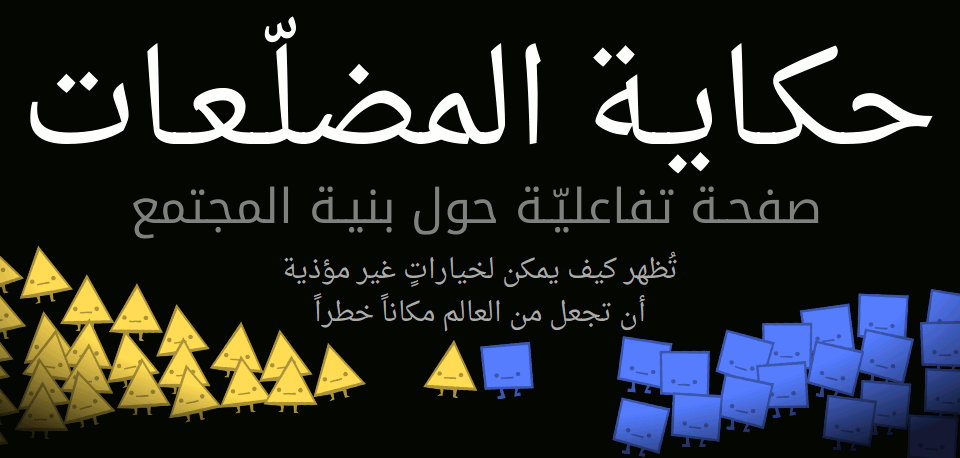 حكاية المضلّعات
صفحة تفاعليّة حول بنية المجتمع
تُظهر كيف يمكن لخياراتٍ غير مؤذية
أن تجعل من العالم مكاناً خطراً